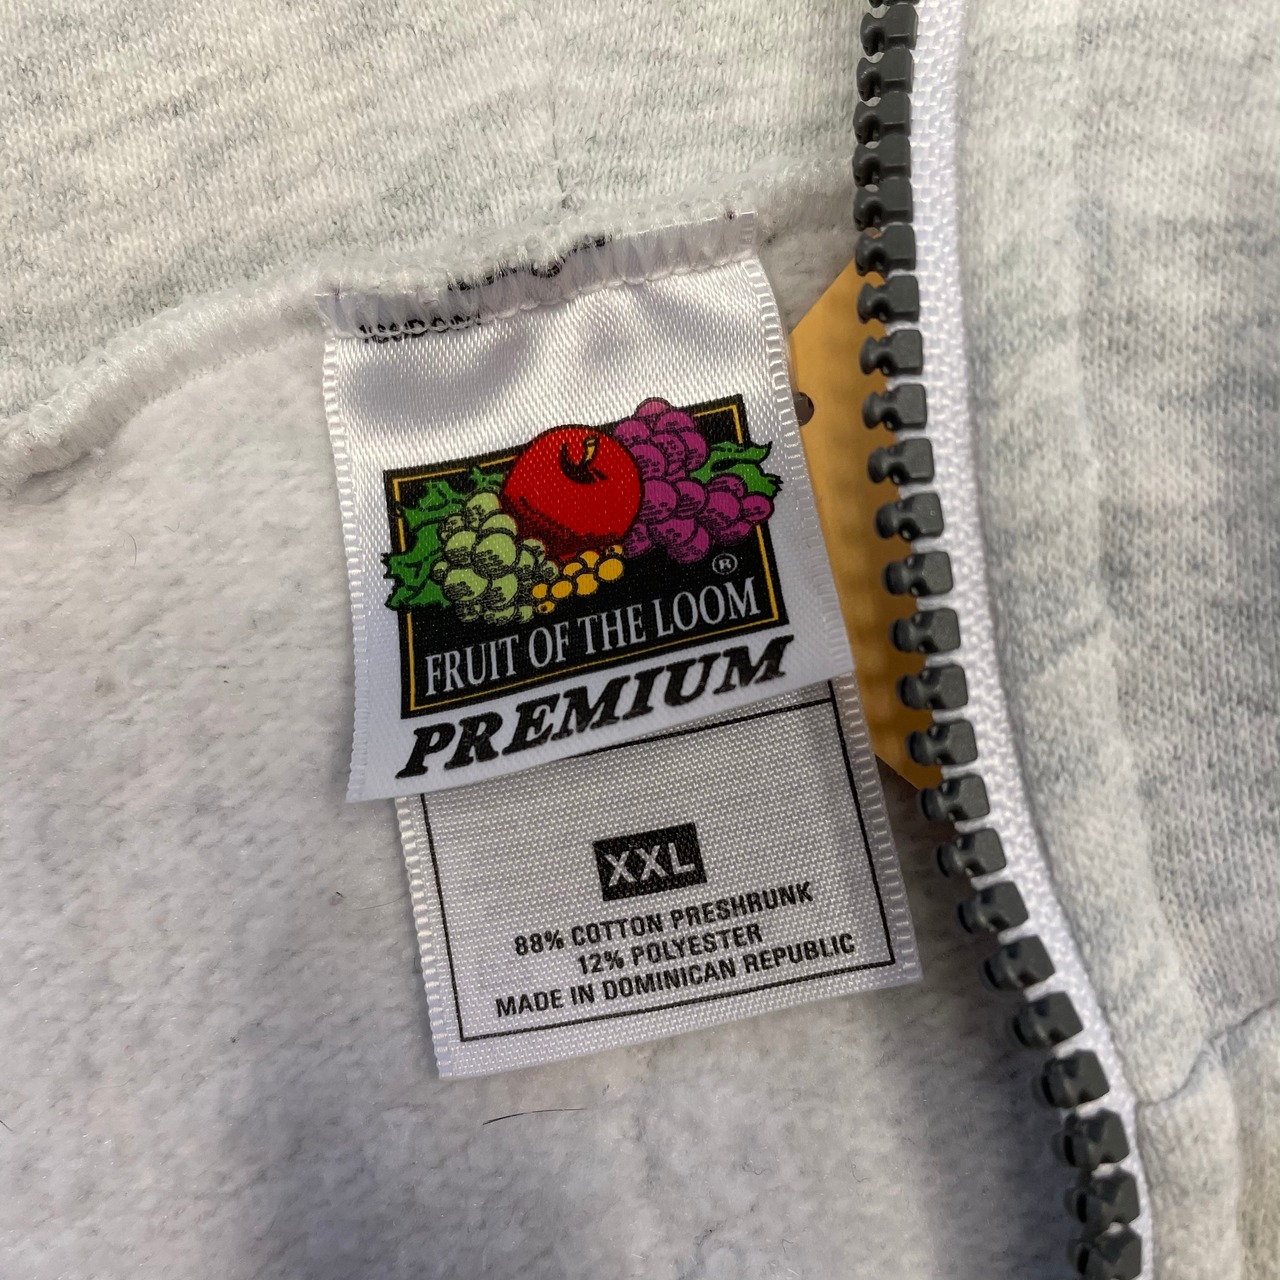 ®
FRUIT OF THE LOOM
PREMIUM
XXL
88% COTTON PRESHRUNK
12% POLYESTER
MADE IN DOMINICAN REPUBLIC